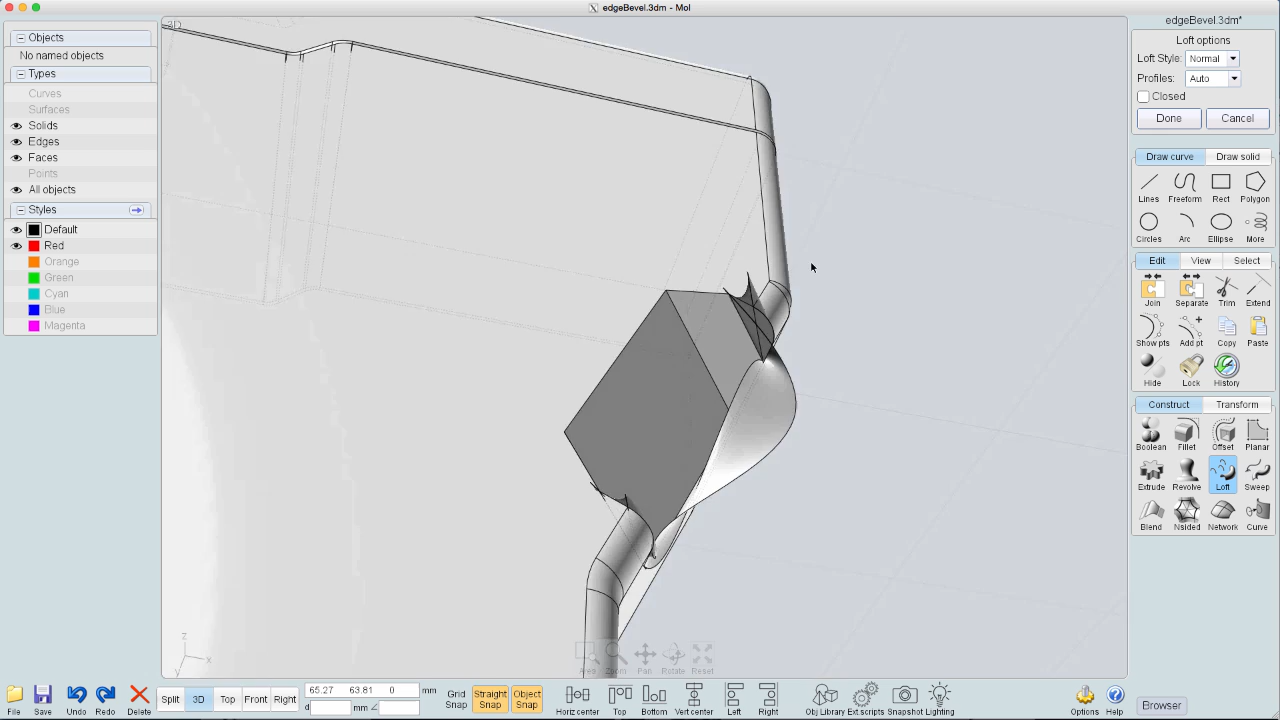 edgeBevel.3dm - MoI
edgeBevel.3dm*
Objects
No named objects
Types
Curves
Surfaces
Solids
Edges
Faces
Points
All objects
Styles
Default
Red
Orange
Green
Cyan
Blue
Magenta
3D
z
x
y
Area Zoom Pan Rotate Reset
Loft options
Loft Style: Normal
Profiles: Auto
Closed
Done Cancel
Draw curve Draw solid
Lines Freeform Rect Polygon
Circles Arc Ellipse More
Edit View Select
Join Separate Trim Extend
Show pts Add pt Copy Paste
Hide Lock History
Construct Transform
Boolean Fillet Offset Planar
Extrude Revolve Loft Sweep
Blend Nsided Network Curve
File Save Undo Redo Delete
Split 3D Top Front Right
65.27 63.81 0 mm
d mm ∠
Grid Snap
Straight Snap
Object Snap
Horiz center Top Bottom Vert center Left Right
Obj Library Ext.scripts Snapshot Lighting
Options Help Browser